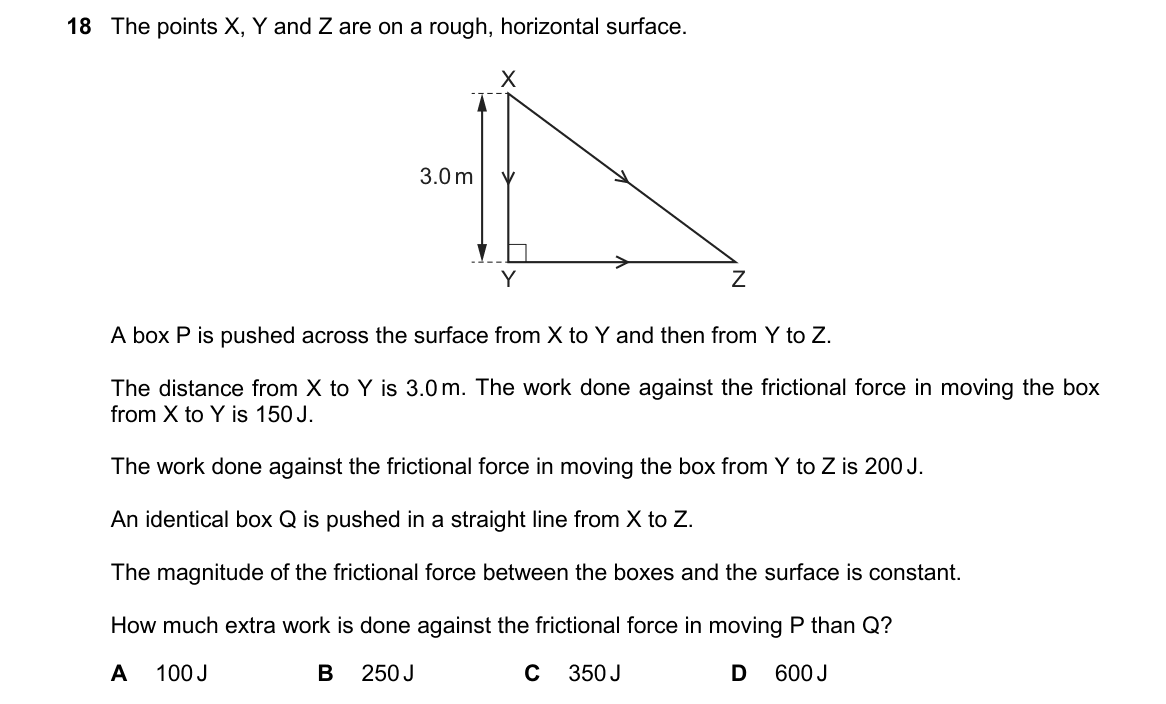 18 The points X, Y and Z are on a rough, horizontal surface.
X
3.0 m
Y
Z
A box P is pushed across the surface from X to Y and then from Y to Z.
The distance from X to Y is 3.0 m. The work done against the frictional force in moving the box
from X to Y is 150 J.
The work done against the frictional force in moving the box from Y to Z is 200 J.
An identical box Q is pushed in a straight line from X to Z.
The magnitude of the frictional force between the boxes and the surface is constant.
How much extra work is done against the frictional force in moving P than Q?
A 100 J B 250 J C 350 J D 600 J